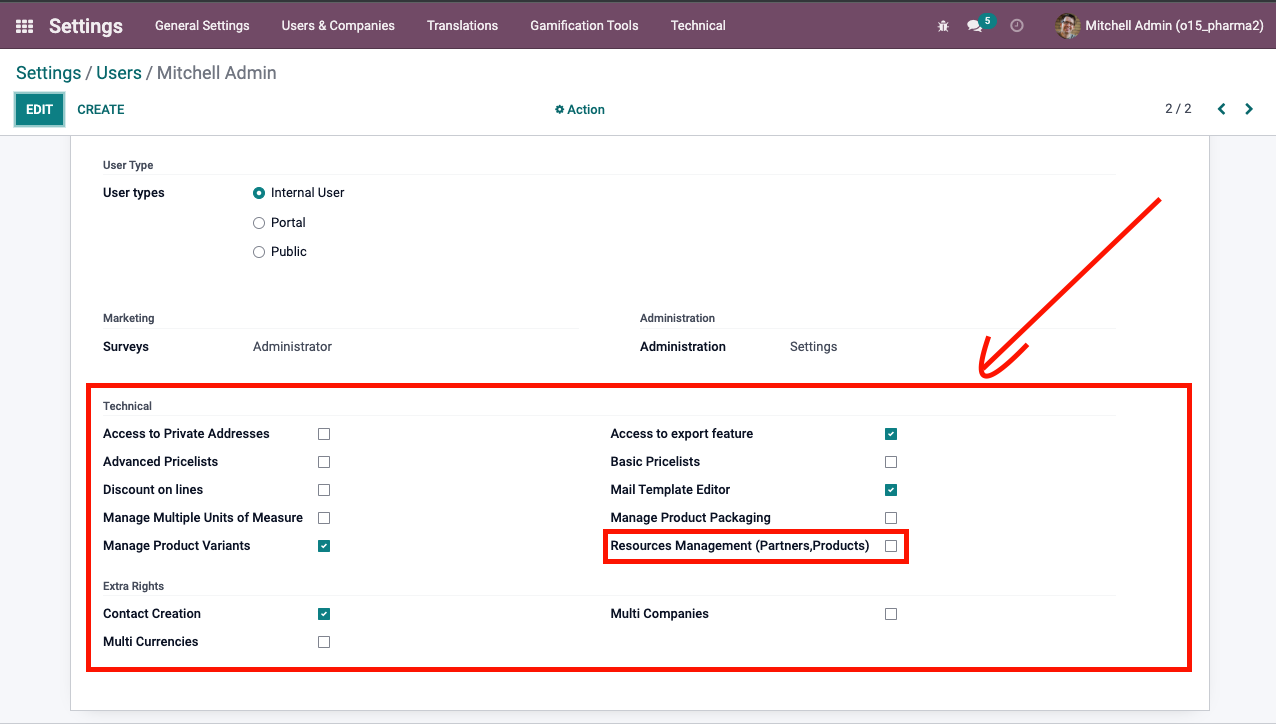 Settings General Settings Users & Companies Translations Gamification Tools Technical 5 Mitchell Admin (o15_pharma2)
Settings / Users / Mitchell Admin
EDIT CREATE Action 2 / 2
User Type
User types Internal User
Portal
Public
Marketing Administration
Surveys Administrator Administration Settings
Technical
Access to Private Addresses Access to export feature
Advanced Pricelists Basic Pricelists
Discount on lines Mail Template Editor
Manage Multiple Units of Measure Manage Product Packaging
Manage Product Variants Resources Management (Partners,Products)
Extra Rights
Contact Creation Multi Companies
Multi Currencies